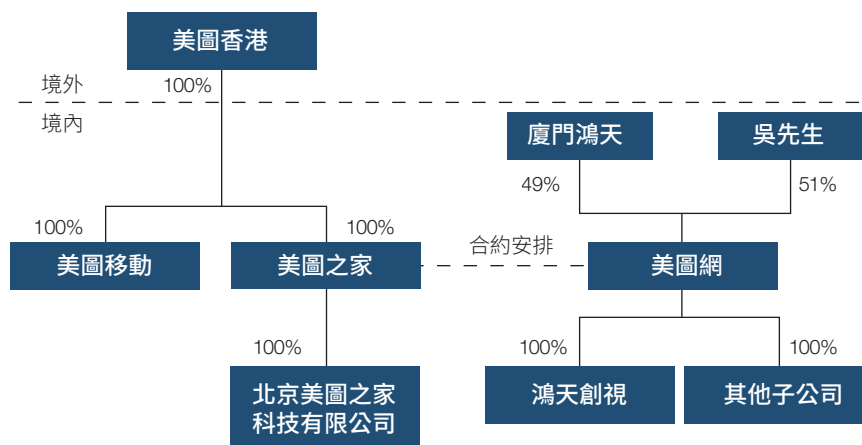 美圖香港
境外
100%
境內
廈門鴻天
吳先生
49%
51%
100%
100%
美圖移動
美圖之家
合約安排
美圖網
100%
100%
100%
北京美圖之家
科技有限公司
鴻天創視
其他子公司